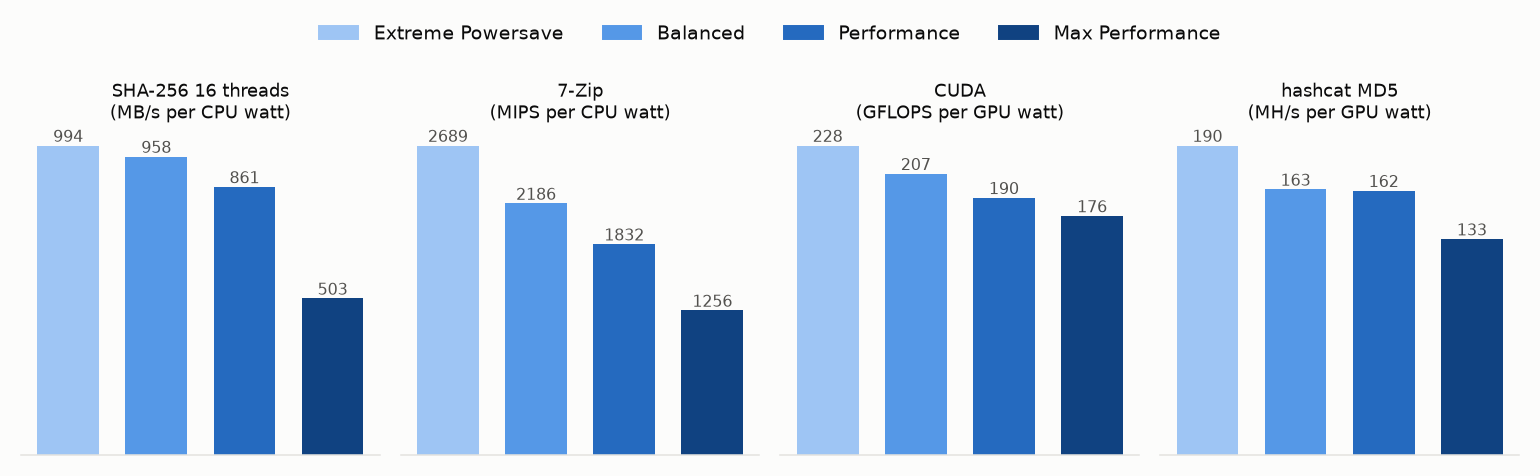 Extreme Powersave
Balanced
Performance
Max Performance
SHA-256 16 threads
(MB/s per CPU watt)
994
958
861
503
7-Zip
(MIPS per CPU watt)
2689
2186
1832
1256
CUDA
(GFLOPS per GPU watt)
228
207
190
176
hashcat MD5
(MH/s per GPU watt)
190
163
162
133